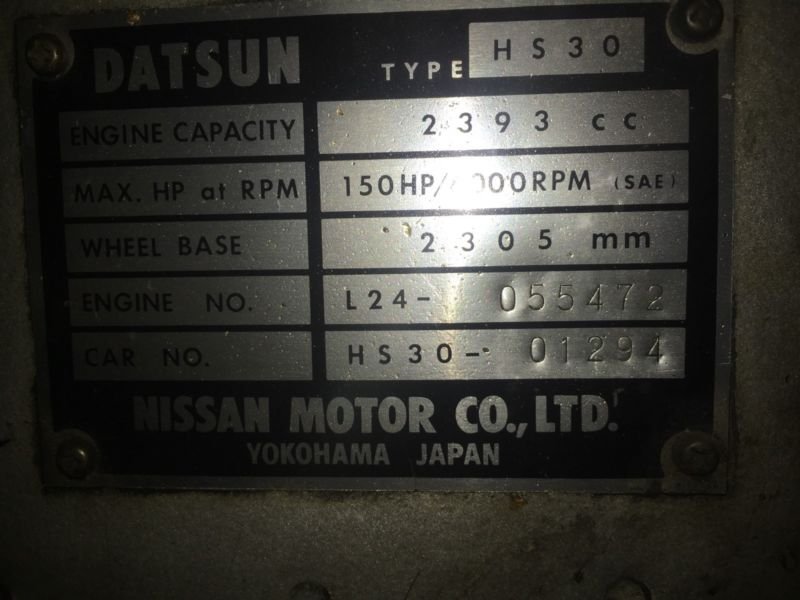 DATSUN TYPE HS30
ENGINE CAPACITY 2393 cc
MAX. HP at RPM 150HP/ 000RPM (SAE)
WHEEL BASE 2305 mm
ENGINE NO. L24- 055472
CAR NO. HS30- 01294
NISSAN MOTOR CO., LTD.
YOKOHAMA JAPAN